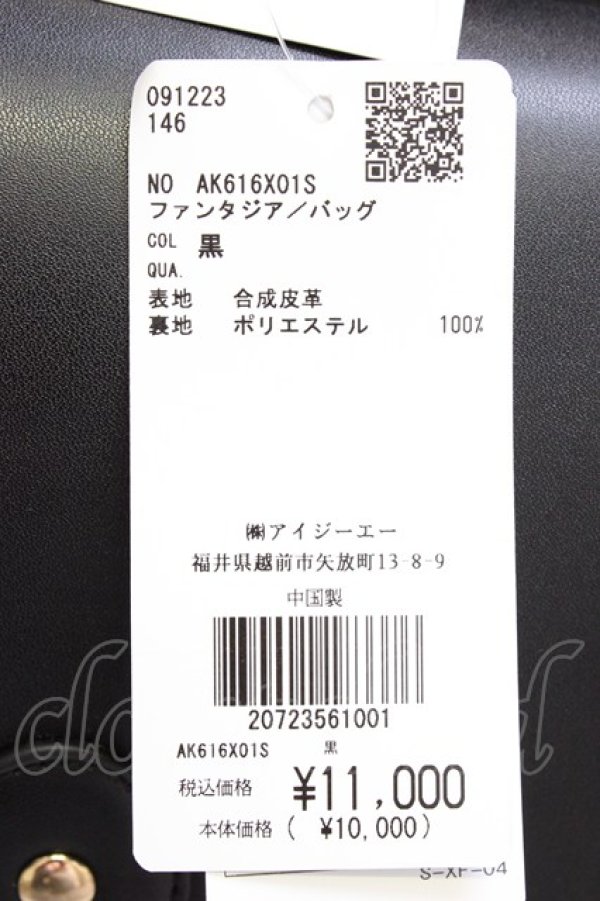 091223
146
NO AK616X01S
ファンタジア／バッグ
COL 黒
QUA.
表地 合成皮革
裏地 ポリエステル 100%
㈱アイジーエー
福井県越前市矢放町13-8-9
中国製
20723561001
AK616X01S 黒
税込価格 ¥11,000
本体価格( ¥10,000)
S-XF-04